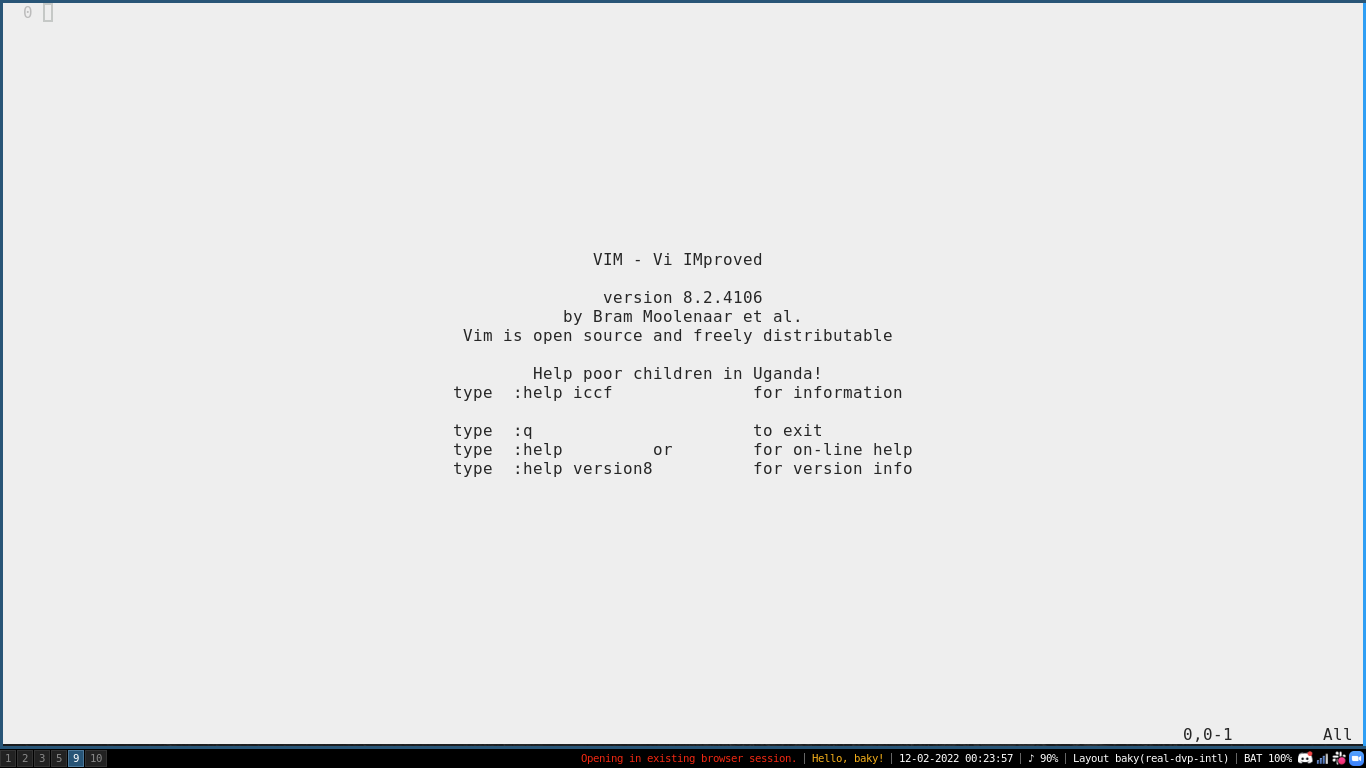 0
VIM - Vi IMproved
version 8.2.4106
by Bram Moolenaar et al.
Vim is open source and freely distributable
Help poor children in Uganda!
type  :help iccf              for information
type  :q                      to exit
type  :help         or        for on-line help
type  :help version8          for version info
0,0-1         All
1 2 3 5 9 10 Opening in existing browser session. | Hello, baky! | 12-02-2022 00:23:57 | ♪ 90% | Layout baky(real-dvp-intl) | BAT 100%